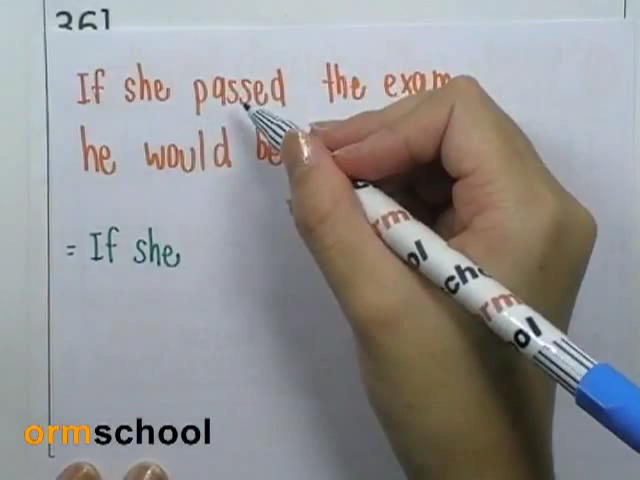 361
If she passed the exam
he would be
= If she
ormschool